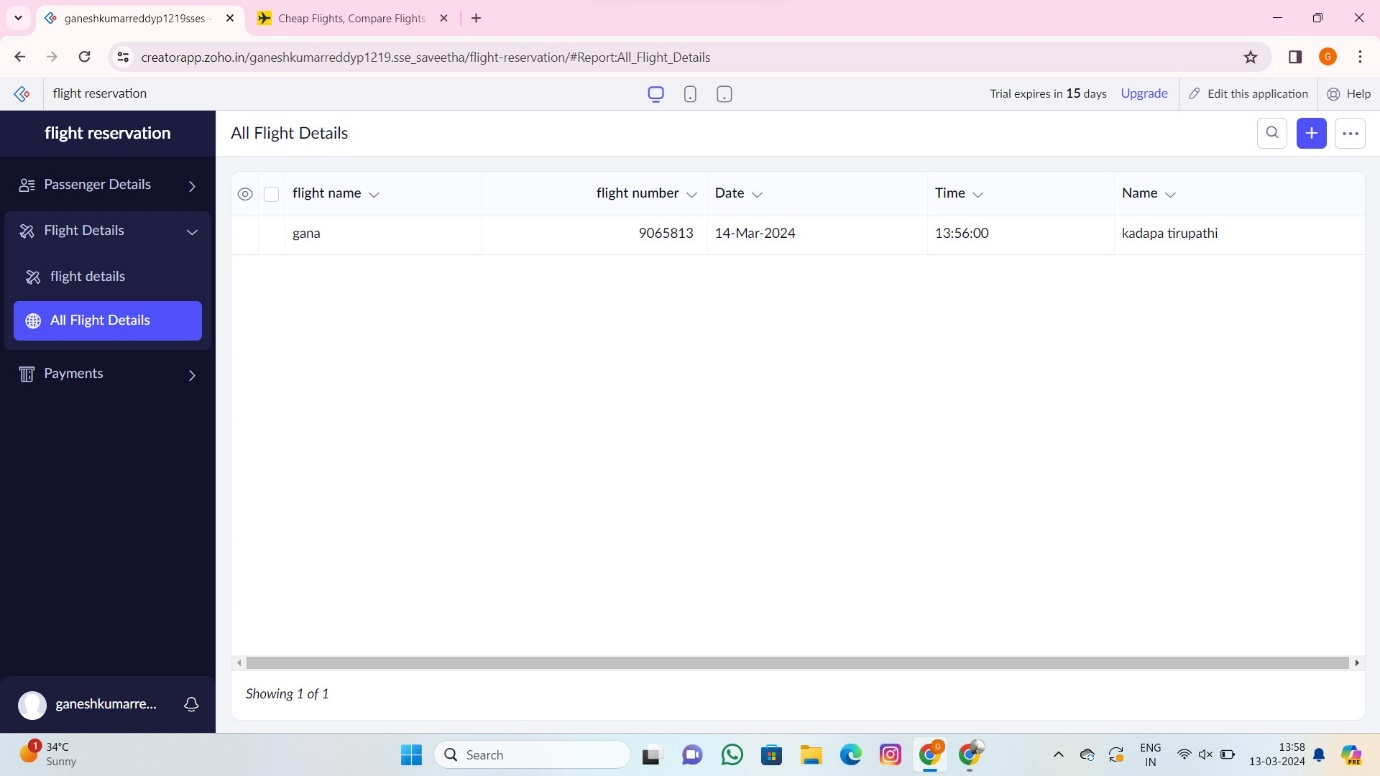 ganeshkumarreddyp1219sses -
Cheap Flights, Compare Flights
creatorapp.zoho.in/ganeshkumarreddyp1219.sse_saveetha/flight-reservation/#Report:All_Flight_Details
G
flight reservation
Trial expires in 15 days
Upgrade
Edit this application
Help
flight reservation
All Flight Details
Passenger Details
Flight Details
flight details
All Flight Details
Payments
flight name
flight number
Date
Time
Name
gana
9065813
14-Mar-2024
13:56:00
kadapa tirupathi
Showing 1 of 1
ganeshkumarre...
1
34°C
Sunny
Search
G
ENG
IN
13:58
13-03-2024
PRE